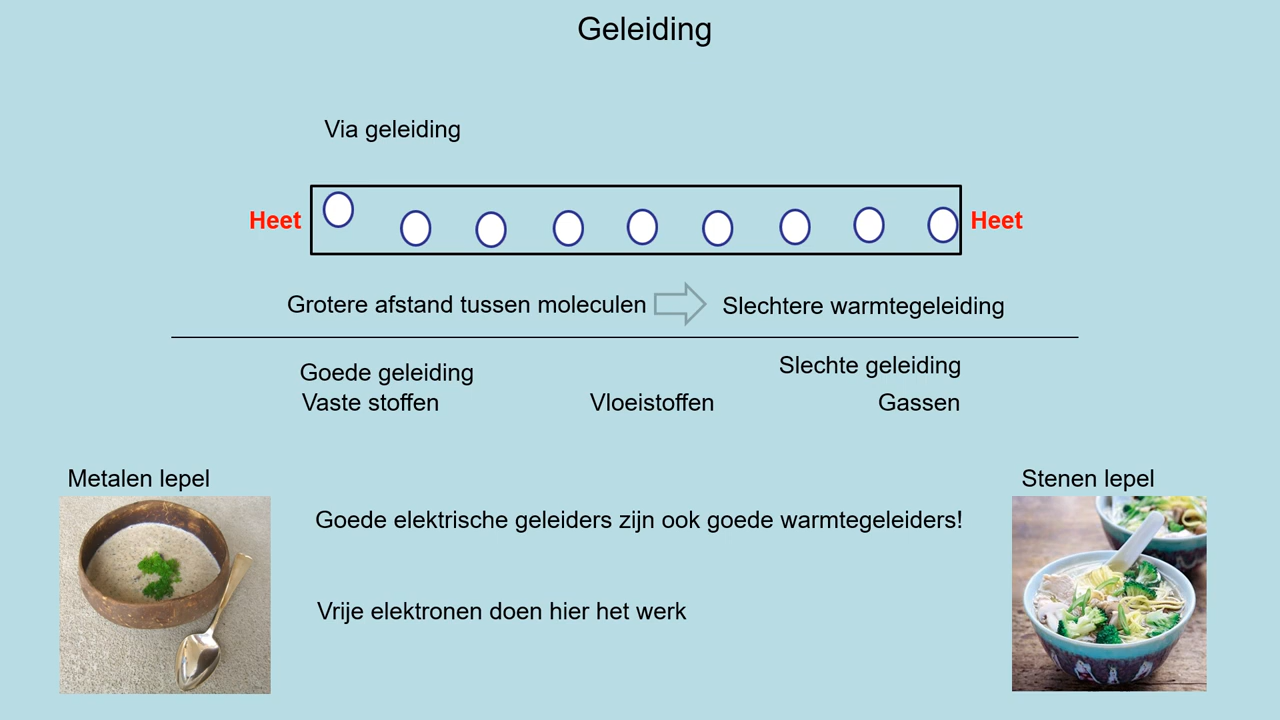 Geleiding
Via geleiding
Heet
Heet
Grotere afstand tussen moleculen
Slechtere warmtegeleiding
Goede geleiding
Slechte geleiding
Vaste stoffen
Vloeistoffen
Gassen
Metalen lepel
Stenen lepel
Goede elektrische geleiders zijn ook goede warmtegeleiders!
Vrije elektronen doen hier het werk